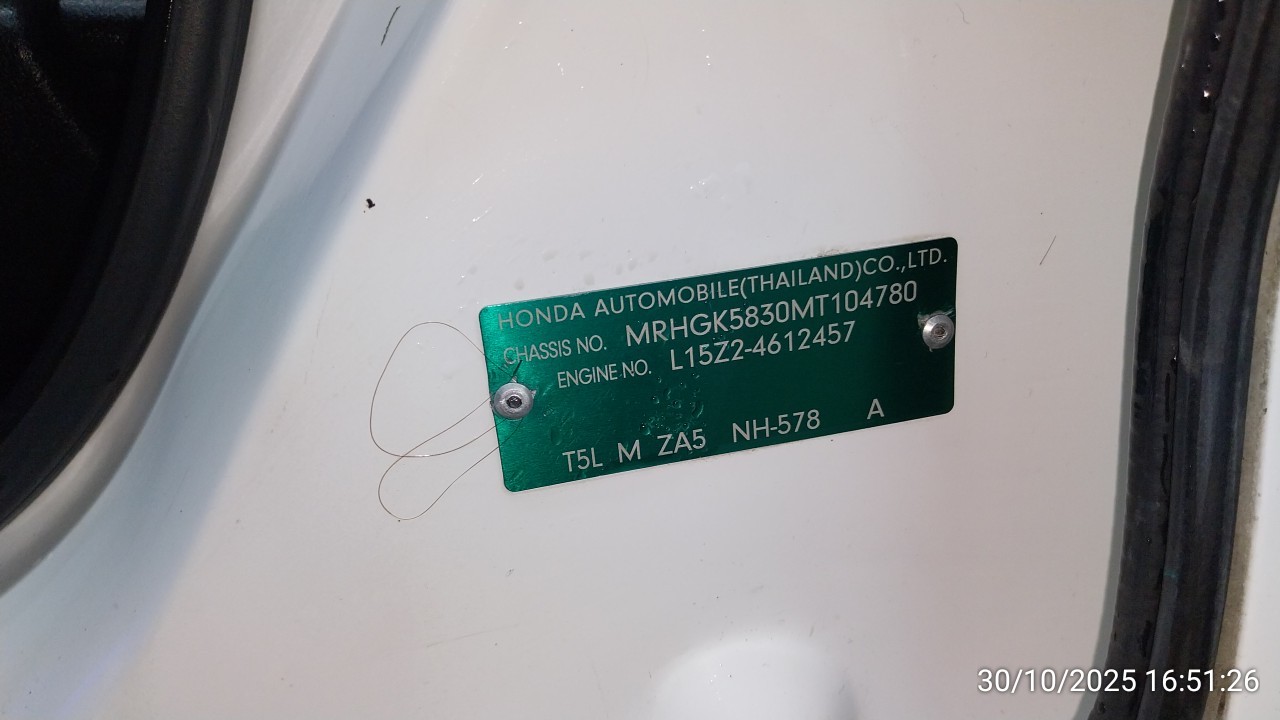 HONDA AUTOMOBILE(THAILAND)CO.,LTD.
CHASSIS NO. MRHGK5830MT104780
ENGINE NO. L15Z2-4612457
T5L M ZA5 NH-578 A
30/10/2025 16:51:26